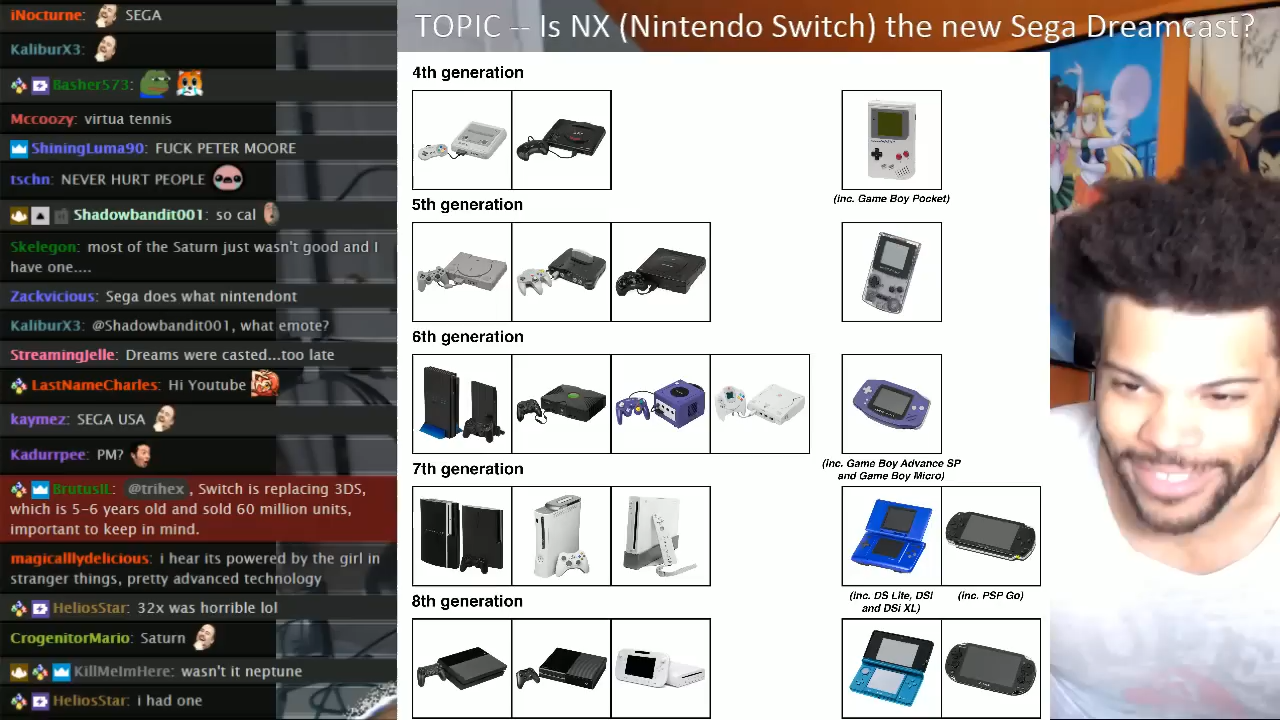 iNocturne: SEGA
KaliburX3:
Basher573:
Mccoozy: virtua tennis
ShiningLuma90: FUCK PETER MOORE
tschn: NEVER HURT PEOPLE
Shadowbandit001: so cal
Skelegon: most of the Saturn just wasn't good and I
have one....
Zackvicious: Sega does what nintendont
KaliburX3: @Shadowbandit001, what emote?
StreamingJelle: Dreams were casted...too late
LastNameCharles: Hi Youtube
kaymez: SEGA USA
Kadurrpee: PM?
BrutusIL: @trihex , Switch is replacing 3DS,
which is 5-6 years old and sold 60 million units,
important to keep in mind.
magicalllydelicious: i hear its powered by the girl in
stranger things, pretty advanced technology
HeliosStar: 32x was horrible lol
CrogenitorMario: Saturn
KillMeImHere: wasn't it neptune
HeliosStar: i had one
TOPIC -- Is NX (Nintendo Switch) the new Sega Dreamcast?
4th generation
(inc. Game Boy Pocket)
5th generation
6th generation
(inc. Game Boy Advance SP
and Game Boy Micro)
7th generation
(inc. DS Lite, DSI
and DSi XL)
(inc. PSP Go)
8th generation